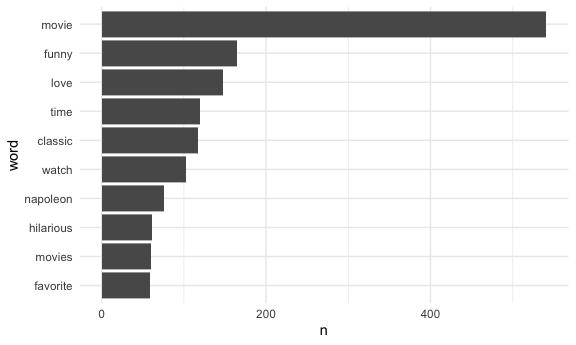 movie
funny
love
time
classic
watch
napoleon
hilarious
movies
favorite
word
0 200 400
n